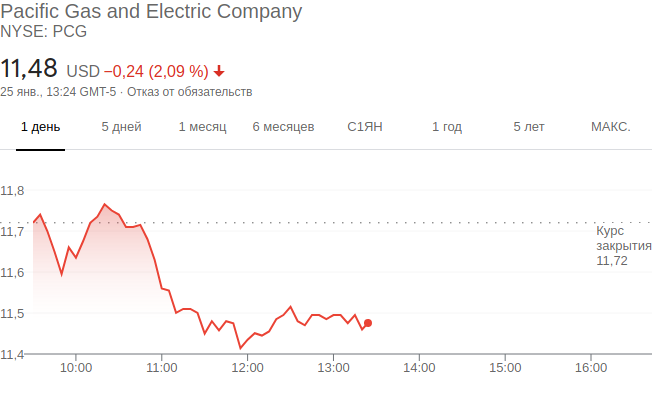 Pacific Gas and Electric Company
NYSE: PCG
11,48 USD −0,24 (2,09 %)
25 янв., 13:24 GMT-5 · Отказ от обязательств
1 день 5 дней 1 месяц 6 месяцев С1ЯН 1 год 5 лет МАКС.
11,8
11,7
11,6
11,5
11,4
Курс
закрытия
11,72
10:00 11:00 12:00 13:00 14:00 15:00 16:00